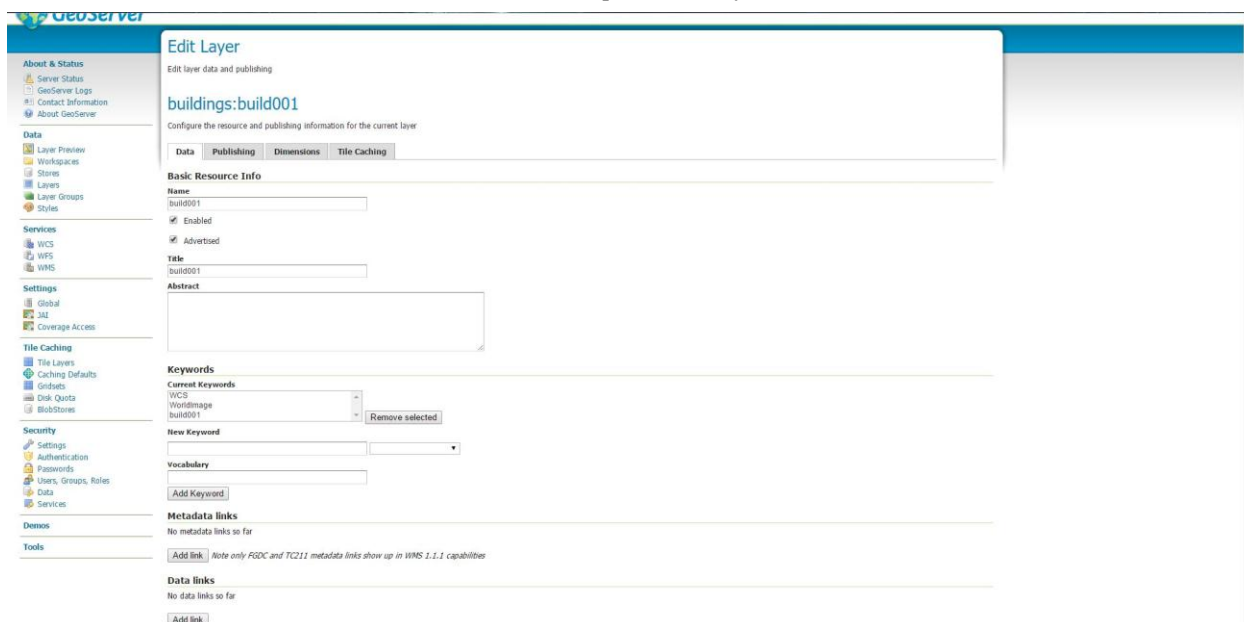 GeoServer
About & Status
Server Status
GeoServer Logs
Contact Information
About GeoServer
Data
Layer Preview
Workspaces
Stores
Layers
Layer Groups
Styles
Services
WCS
WFS
WMS
Settings
Global
JAI
Coverage Access
Tile Caching
Tile Layers
Caching Defaults
Gridsets
Disk Quota
BlobStores
Security
Settings
Authentication
Passwords
Users, Groups, Roles
Data
Services
Demos
Tools
Edit Layer
Edit layer data and publishing
buildings:build001
Configure the resource and publishing information for the current layer
Data Publishing Dimensions Tile Caching
Basic Resource Info
Name
build001
Enabled
Advertised
Title
build001
Abstract
Keywords
Current Keywords
WCS
WorldImage
build001
Remove selected
New Keyword
Vocabulary
Add Keyword
Metadata links
No metadata links so far
Add link Note only FGDC and TC211 metadata links show up in WMS 1.1.1 capabilities
Data links
No data links so far
Add link